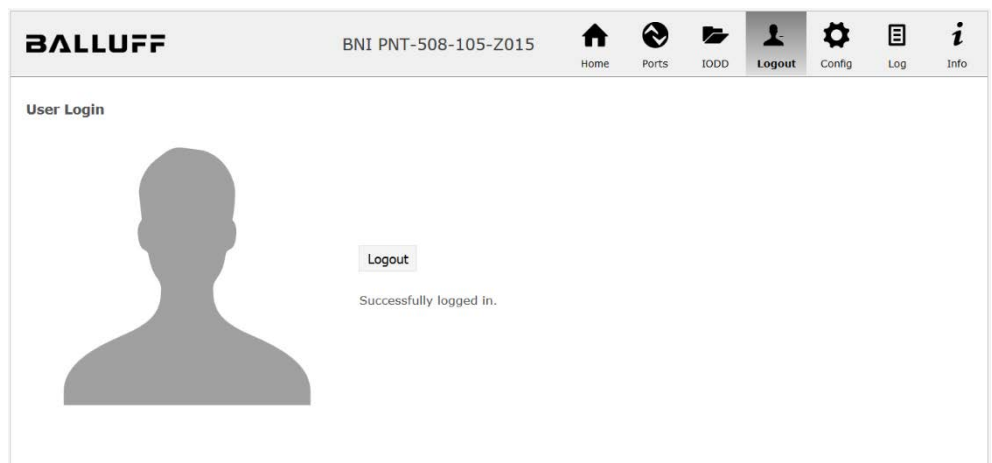 BALLUFF
BNI PNT-508-105-Z015
Home Ports IODD Logout Config Log Info
User Login
Logout
Successfully logged in.